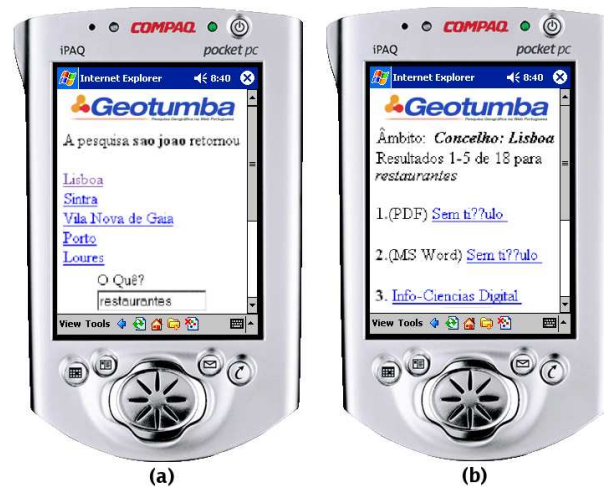 COMPAQ
iPAQ
pocket pc
Internet Explorer 8:40
Geotumba
A pesquisa sao joao retornou
Lisboa
Sintra
Vila Nova de Gaia
Porto
Loures
O Quê?
restaurantes
View Tools
(a)
COMPAQ
iPAQ
pocket pc
Internet Explorer 8:40
Geotumba
Âmbito: Concelho: Lisboa
Resultados 1-5 de 18 para
restaurantes
1.(PDF) Sem ti??ulo
2.(MS Word) Sem ti??ulo
3. Info-Ciencias Digital
View Tools
(b)